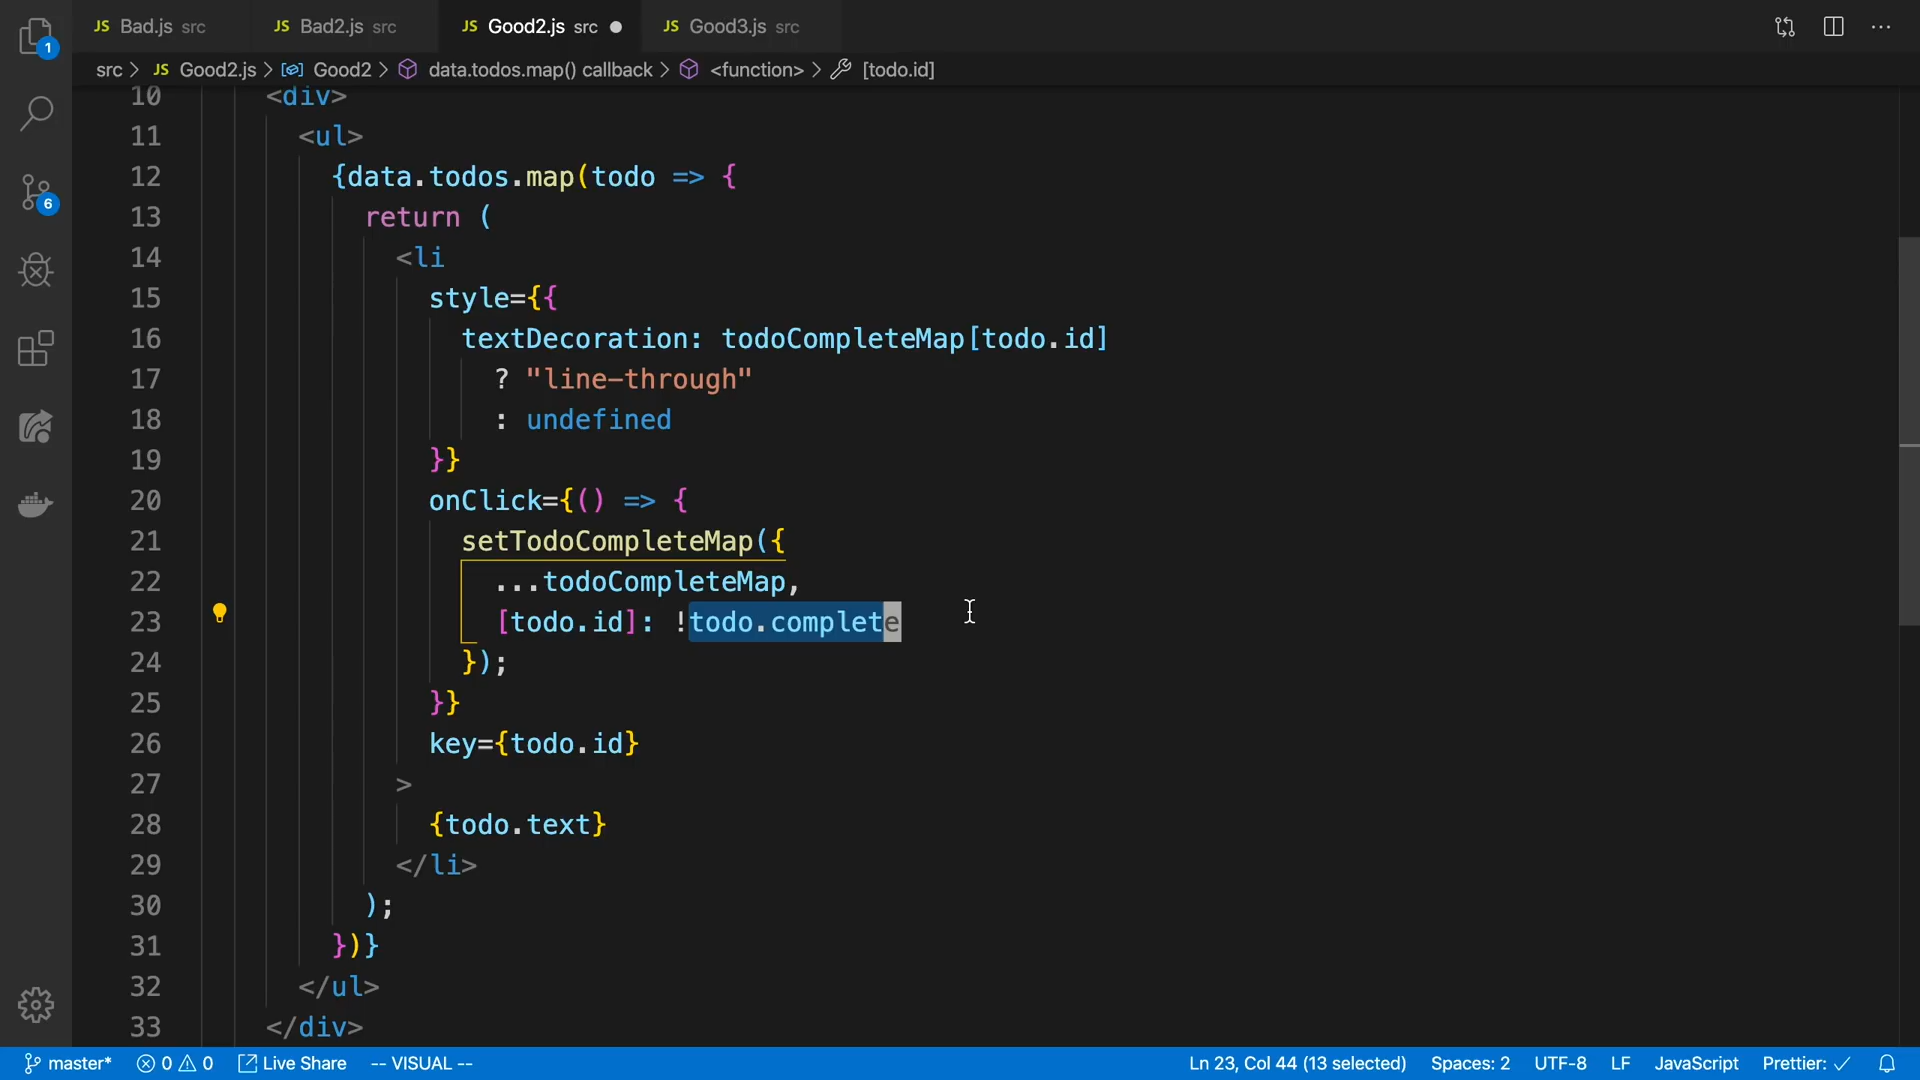 JS Bad.js src JS Bad2.js src JS Good2.js src JS Good3.js src
1
src > JS Good2.js > Good2 > data.todos.map() callback > <function> > [todo.id]
10 <div>
11 <ul>
12 {data.todos.map(todo => {
13 return (
14 <li
15 style={{
16 textDecoration: todoCompleteMap[todo.id]
17 ? "line-through"
6
18 : undefined
19 }}
20 onClick={() => {
21 setTodoCompleteMap({
22 ...todoCompleteMap,
23 [todo.id]: !todo.complete
24 });
25 }}
26 key={todo.id}
27 >
28 {todo.text}
29 </li>
30 );
31 })}
32 </ul>
33 </div>
master* 0 0 Live Share -- VISUAL -- Ln 23, Col 44 (13 selected) Spaces: 2 UTF-8 LF JavaScript Prettier: ✓